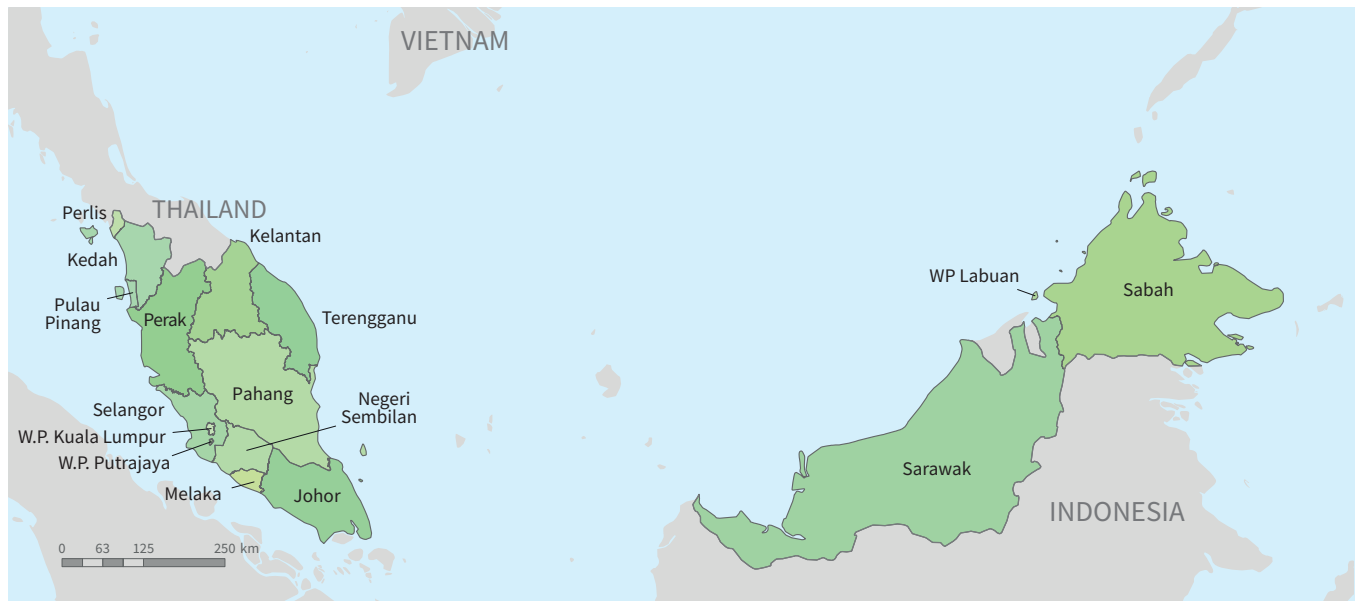 VIETNAM
THAILAND
Perlis
Kelantan
Kedah
WP Labuan
Sabah
Pulau
Pinang
Perak
Terengganu
Pahang
Negeri
Sembilan
Selangor
W.P. Kuala Lumpur
W.P. Putrajaya
Melaka
Johor
Sarawak
INDONESIA
0 63 125 250 km